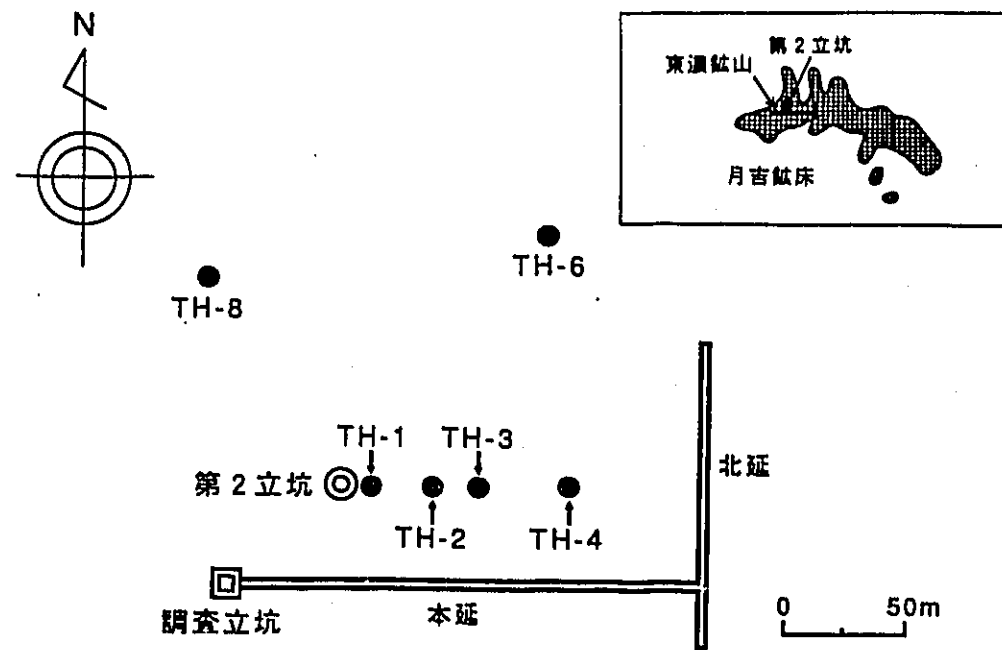 N
第2立坑
東濃鉱山
月吉鉱床
TH-6
TH-8
TH-1
TH-3
北延
第2立坑
TH-2
TH-4
調査立坑
本延
0
50m